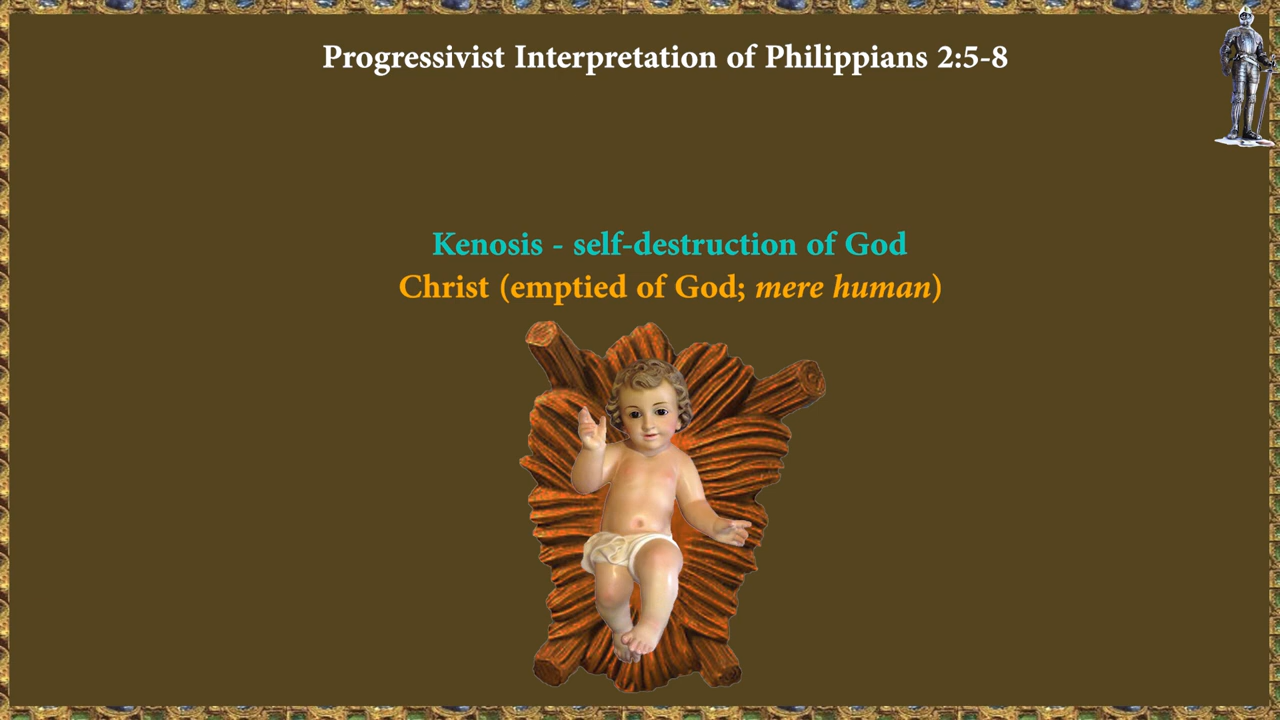 Progressivist Interpretation of Philippians 2:5-8
Kenosis - self-destruction of God
Christ (emptied of God; mere human)